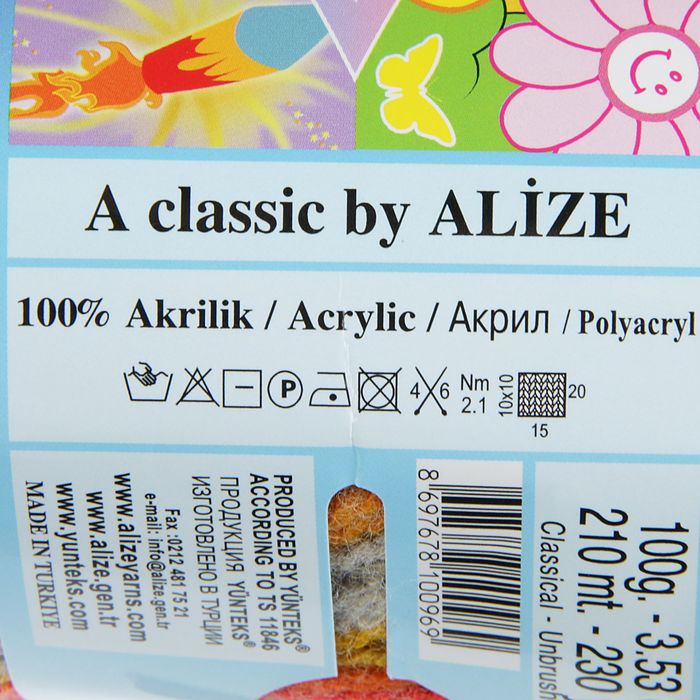 A classic by ALİZE
100% Akrilik / Acrylic / Акрил / Polyacryl
P
4 6
Nm
2.1
10x10
20
15
PRODUCED BY YÜNTEKS®
ACCORDING TO TS 11846
ПРОДУКЦИЯ YÜNTEKS®
ИЗГОТОВЛЕНО В ТУРЦИИ
Fax :0212 481 75 21
e-mail: info@alize.gen.tr
www.alizeyarns.com
www.alize.gen.tr
www.yunteks.com
MADE IN TURKIYE
8 697678 100969
100g. - 3,53
210 mt. - 230
Classical - Unbrush